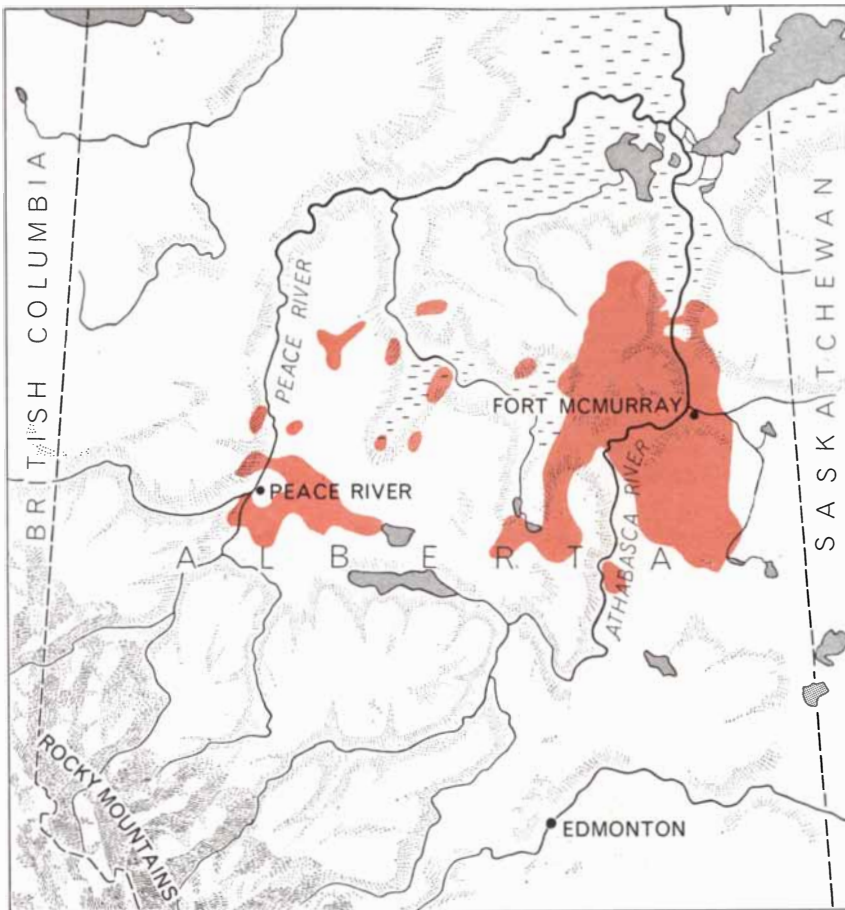 BRITISH COLUMBIA
PEACE RIVER
SASKATCHEWAN
FORT MCMURRAY
PEACE RIVER
ATHABASCA RIVER
ALBERTA
ROCKY MOUNTAINS
EDMONTON